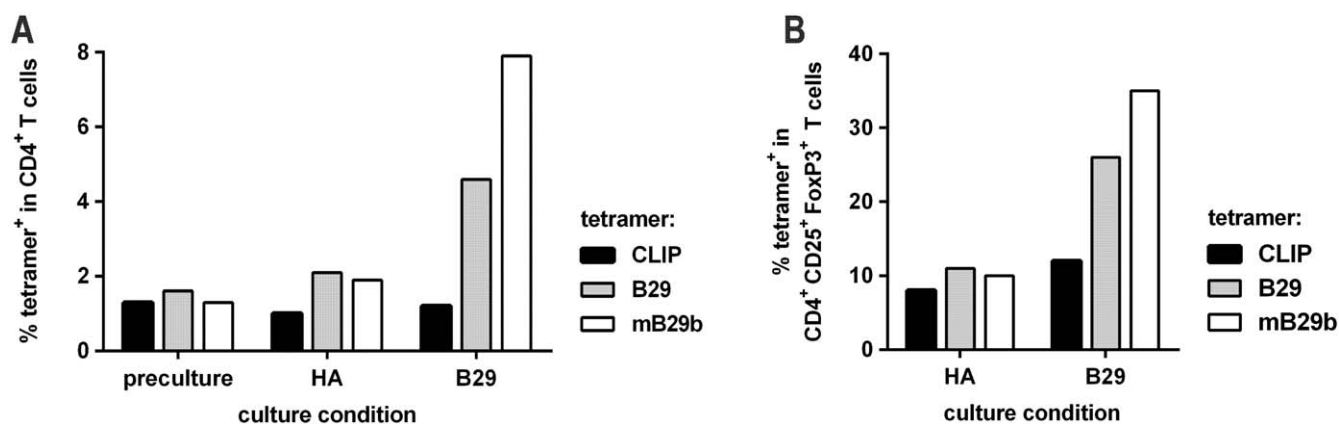 A
% tetramer⁺ in CD4⁺ T cells
8
6
4
2
0
preculture
HA
B29
culture condition
tetramer:
CLIP
B29
mB29b
B
% tetramer⁺ in
CD4⁺ CD25⁺ FoxP3⁺ T cells
40
30
20
10
0
HA
B29
culture condition
tetramer:
CLIP
B29
mB29b